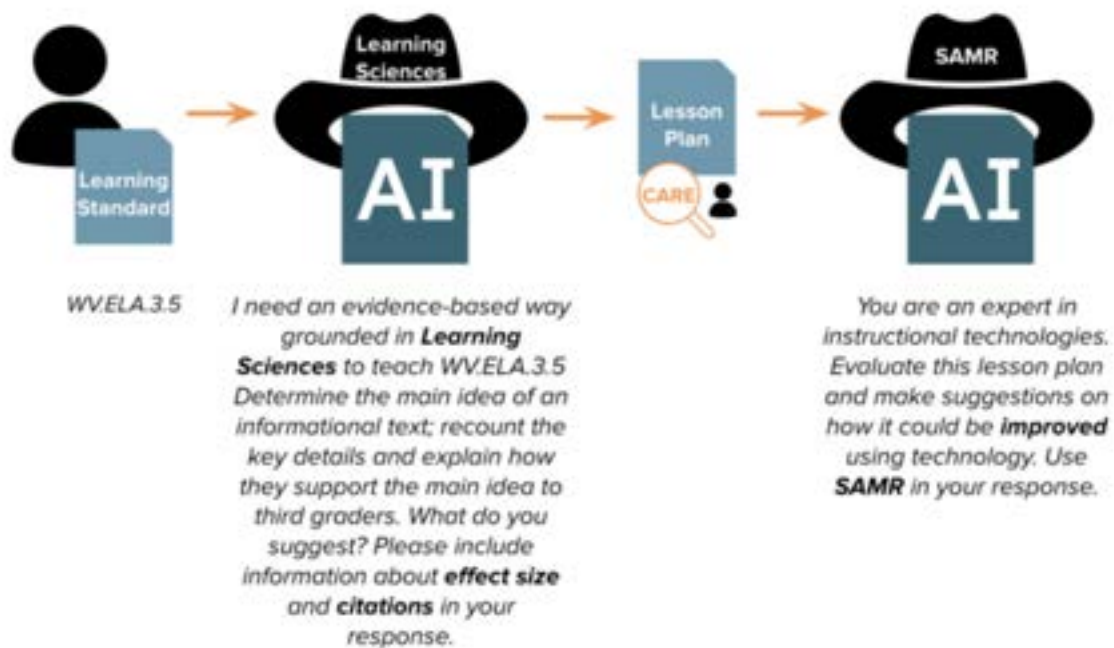 Learning
Sciences
SAMR
Lesson
Plan
AI
AI
CARE
Learning
Standard
WV.ELA.3.5
I need an evidence-based way
grounded in Learning
Sciences to teach WV.ELA.3.5
Determine the main idea of an
informational text; recount the
key details and explain how
they support the main idea to
third graders. What do you
suggest? Please include
information about effect size
and citations in your
response.
You are an expert in
instructional technologies.
Evaluate this lesson plan
and make suggestions on
how it could be improved
using technology. Use
SAMR in your response.